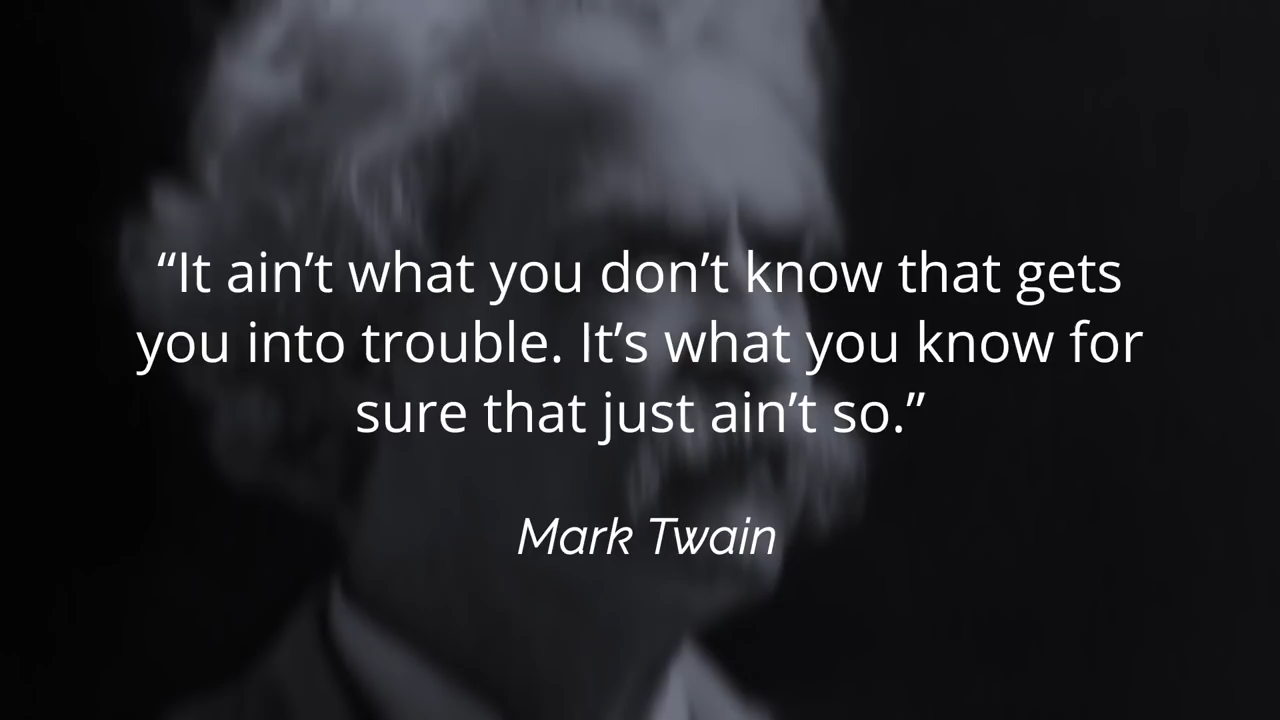 “It ain’t what you don’t know that gets
you into trouble. It’s what you know for
sure that just ain’t so.”
Mark Twain